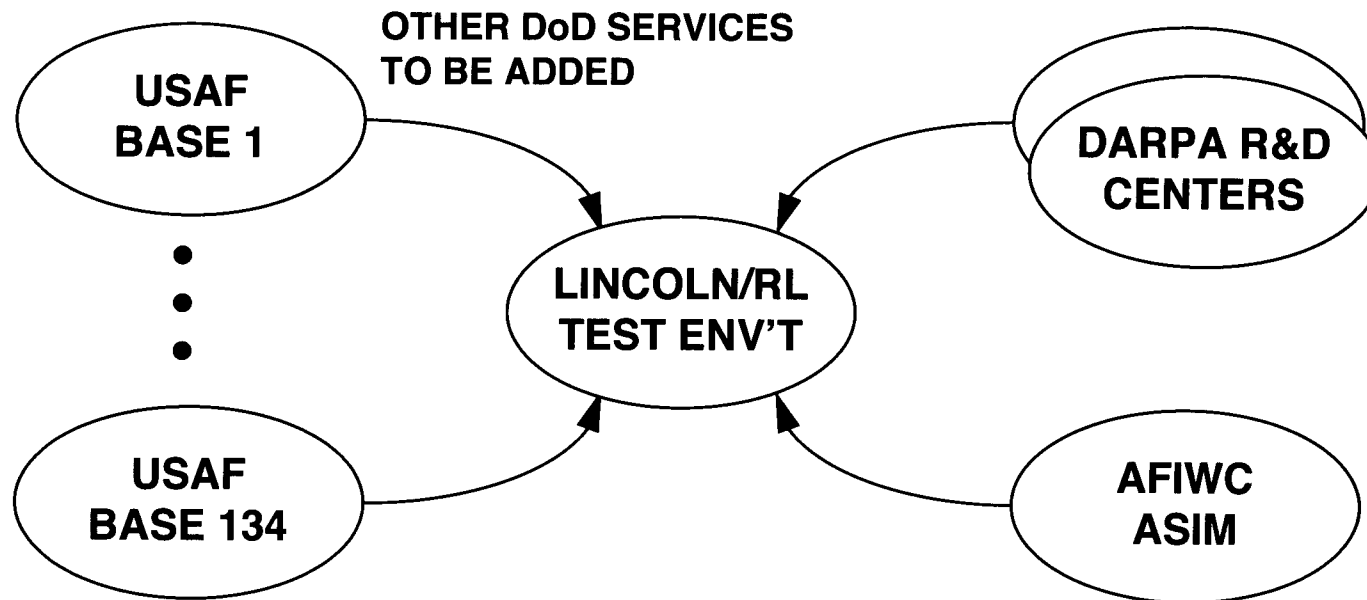 OTHER DoD SERVICES
TO BE ADDED
USAF
BASE 1
DARPA R&D
CENTERS
LINCOLN/RL
TEST ENV'T
USAF
BASE 134
AFIWC
ASIM